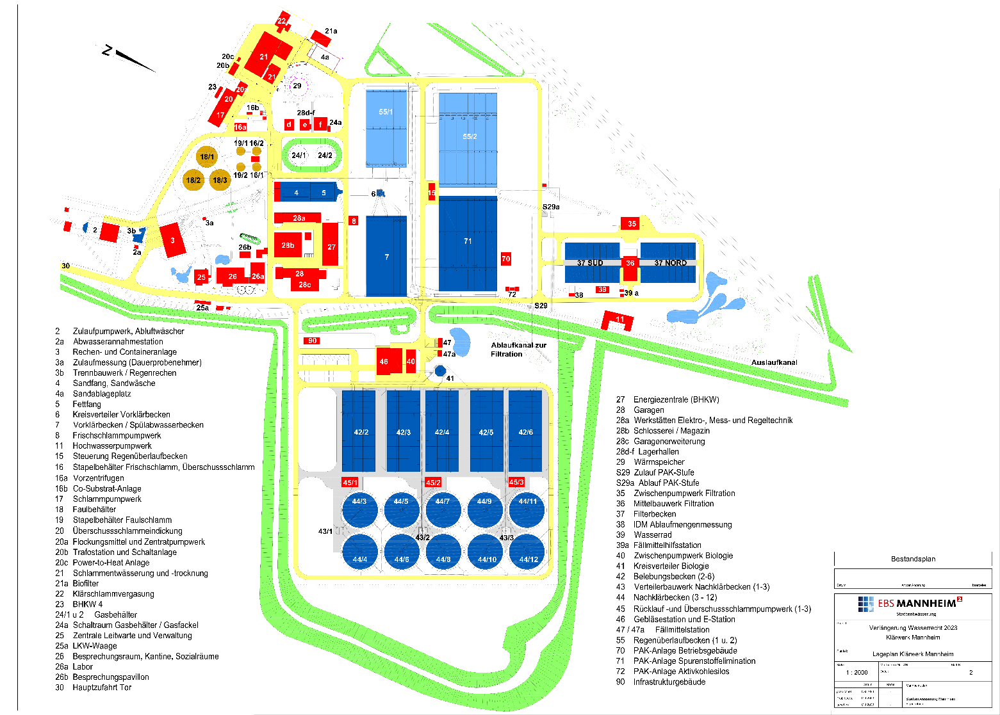 22
21a
20c
21
4a
20b
21
29
23
20a
20
16b
28d-f
55/1
17
24a
16a
d
e
f
55/2
19/1 16/2
18/1
24/1
24/2
19/2 16/1
18/2
18/3
4
5
6
15
S29a
28a
8
3a
35
2
3b
3
71
28b
27
26b
2a
7
70
37 SÜD
36
37 NORD
30
25
26
26a
28
28c
39
72
38
39 a
25a
S29
11
90
47
47a
46
40
41
Ablaufkanal zur
Filtration
Auslaufkanal
42/2
42/3
42/4
42/5
42/6
45/1
45/2
45/3
44/3
44/5
44/7
44/9
44/11
43/1
43/2
43/3
44/4
44/6
44/8
44/10
44/12
2 Zulaufpumpwerk, Abluftwäscher
2a Abwasserannahmestation
3 Rechen- und Containeranlage
3a Zulaufmessung (Dauerprobenehmer)
3b Trennbauwerk / Regenrechen
4 Sandfang, Sandwäsche
4a Sandablageplatz
5 Fettfang
6 Kreisverteiler Vorklärbecken
7 Vorklärbecken / Spülabwasserbecken
8 Frischschlammpumpwerk
11 Hochwasserpumpwerk
15 Steuerung Regenüberlaufbecken
16 Stapelbehälter Frischschlamm, Überschussschlamm
16a Vorzentrifugen
16b Co-Substrat-Anlage
17 Schlammpumpwerk
18 Faulbehälter
19 Stapelbehälter Faulschlamm
20 Überschussschlammeindickung
20a Flockungsmittel und Zentratpumpwerk
20b Trafostation und Schaltanlage
20c Power-to-Heat Anlage
21 Schlammentwässerung und -trocknung
21a Biofilter
22 Klärschlammvergasung
23 BHKW 4
24/1 u 2 Gasbehälter
24a Schaltraum Gasbehälter / Gasfackel
25 Zentrale Leitwarte und Verwaltung
25a LKW-Waage
26 Besprechungsraum, Kantine, Sozialräume
26a Labor
26b Besprechungspavillon
30 Hauptzufahrt Tor
27 Energiezentrale (BHKW)
28 Garagen
28a Werkstätten Elektro-, Mess- und Regeltechnik
28b Schlosserei / Magazin
28c Garagenerweiterung
28d-f Lagerhallen
29 Wärmspeicher
S29 Zulauf PAK-Stufe
S29a Ablauf PAK-Stufe
35 Zwischenpumpwerk Filtration
36 Mittelbauwerk Filtration
37 Filterbecken
38 IDM Ablaufmengenmessung
39 Wasserrad
39a Fällmittelhilfsstation
40 Zwischenpumpwerk Biologie
41 Kreisverteiler Biologie
42 Belebungsbecken (2-6)
43 Verteilerbauwerk Nachklärbecken (1-3)
44 Nachklärbecken (3 - 12)
45 Rücklauf -und Überschussschlammpumpwerk (1-3)
46 Gebläsestation und E-Station
47 / 47a Fällmittelstation
55 Regenüberlaufbecken (1 u. 2)
70 PAK-Anlage Betriebsgebäude
71 PAK-Anlage Spurenstoffelimination
72 PAK-Anlage Aktivkohlesilos
90 Infrastrukturgebäude
Bestandsplan
Datum Art der Änderung bearbeitet
EBS MANNHEIM²
Stadtentwässerung
Verlängerung Wasserrecht 2023
Klärwerk Mannheim
Lageplan Klärwerk Mannheim
1 : 2000
2
Datum Name
Stadtentwässerung Mannheim